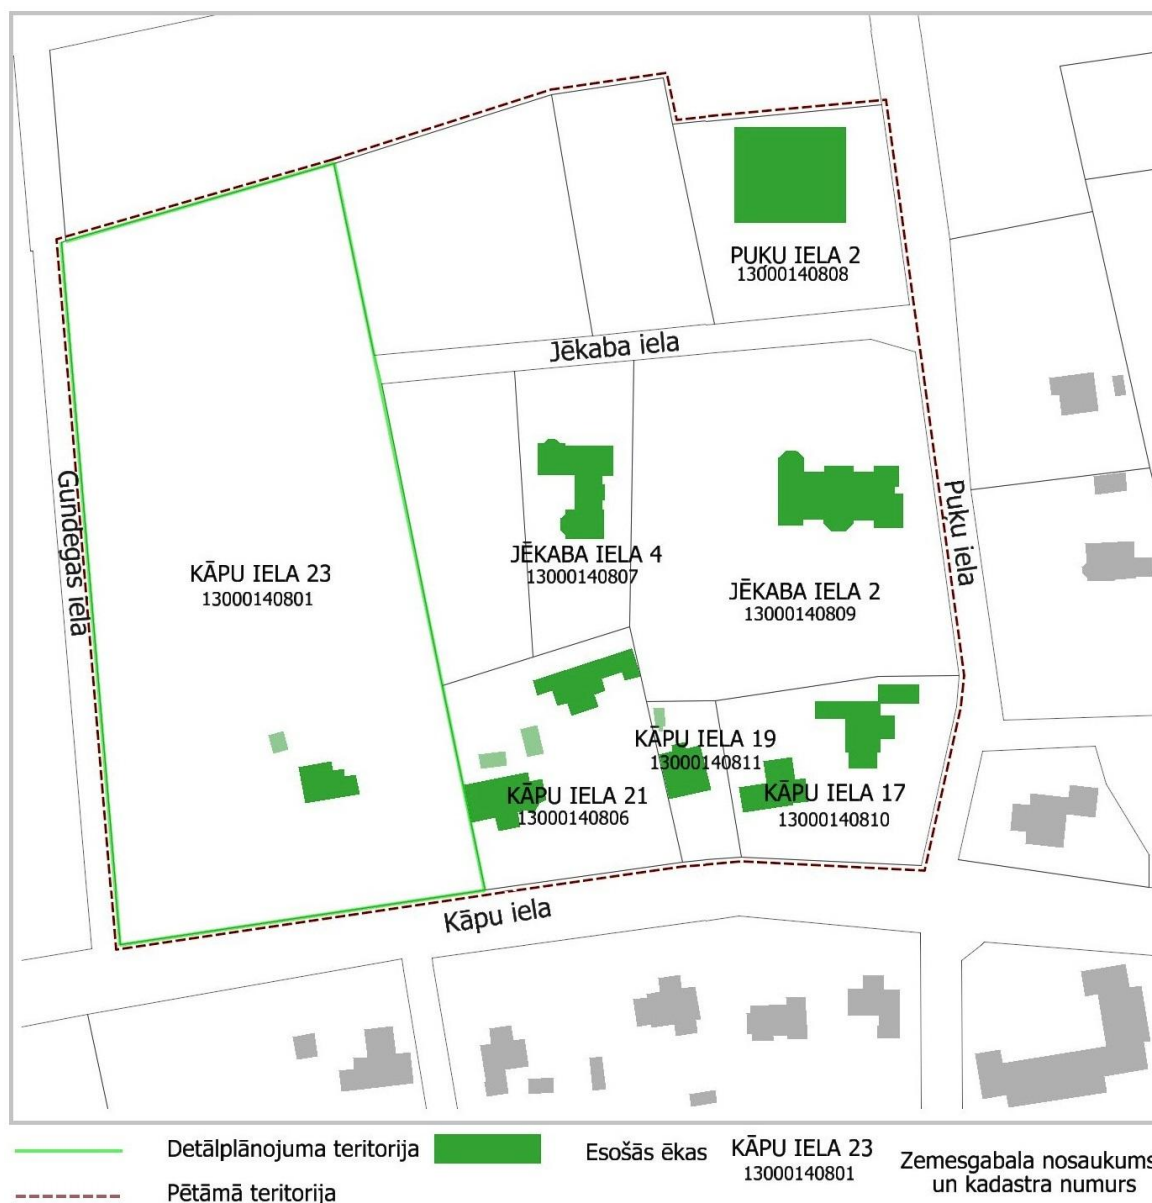 PUKU IELA 2
13000140808
Jēkaba iela
Gundegas iela
KĀPU IELA 23
13000140801
JĒKABA IELA 4
13000140807
JĒKABA IELA 2
13000140809
Puku iela
KĀPU IELA 19
13000140811
KĀPU IELA 21
13000140806
KĀPU IELA 17
13000140810
Kāpu iela
Detālplānojuma teritorija
Esošās ēkas
KĀPU IELA 23
13000140801
Zemesgabala nosaukums
un kadastra numurs
Pētāmā teritorija